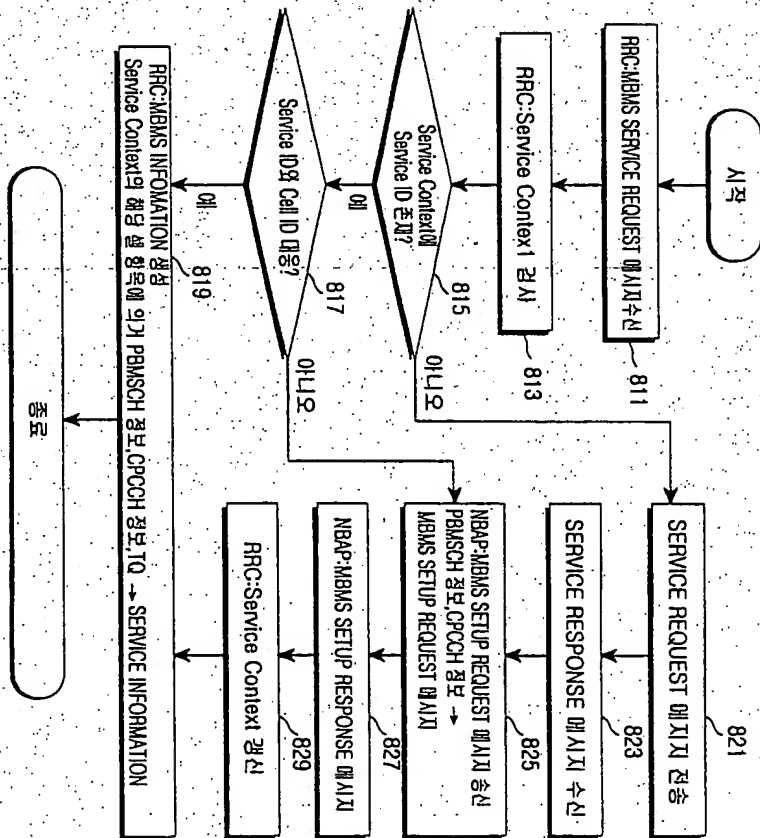 시작
RRC:MBMS SERVICE REQUEST 메시지수신
811
RRC:Service Context1 검사
813
Service Context에
Service ID 존재?
815
예
아니오
Service ID와 Cell ID 대응?
817
예
아니오
SERVICE REQUEST 메지지 전송
821
SERVICE RESPONSE 메시지 수신
823
NBAP:MBMS SETUP REQUEST 메시지 송신
PBMSCH 정보,CPCCH 정보 →
MBMS SETUP REQUEST 메시지
825
NBAP:MBMS SETUP RESPONSE 메시지
827
RRC:Service Context 갱신
829
RRC:MBMS INFOMATION 생성
Service Context의 해당 셀 항목에 의거 PBMSCH 정보,CPCCH 정보,TQ → SERVICE INFORMATION
819
종료